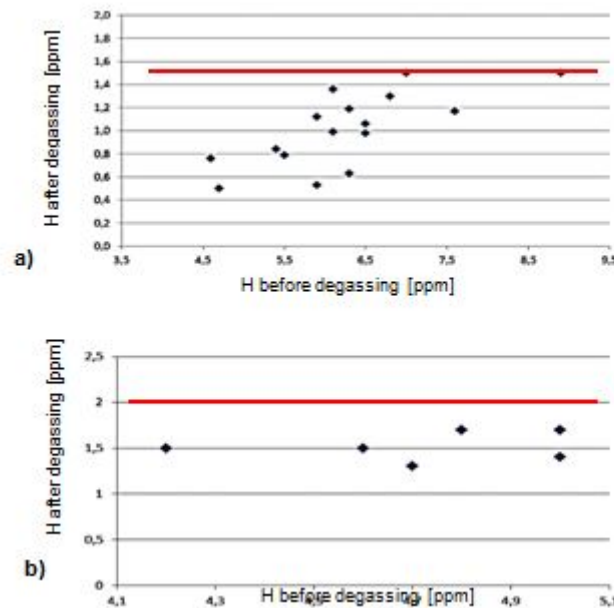 H after degassing [ppm]
2,0
1,8
1,6
1,4
1,2
1,0
0,8
0,6
0,4
0,2
0,0
3,5 4,5 5,5 6,5 7,5 8,5 9,5
a)
H before degassing [ppm]
H after degassing [ppm]
2,5
2
1,5
1
0,5
0
b)
4,1 4,3 4,9
H before degassing [ppm]